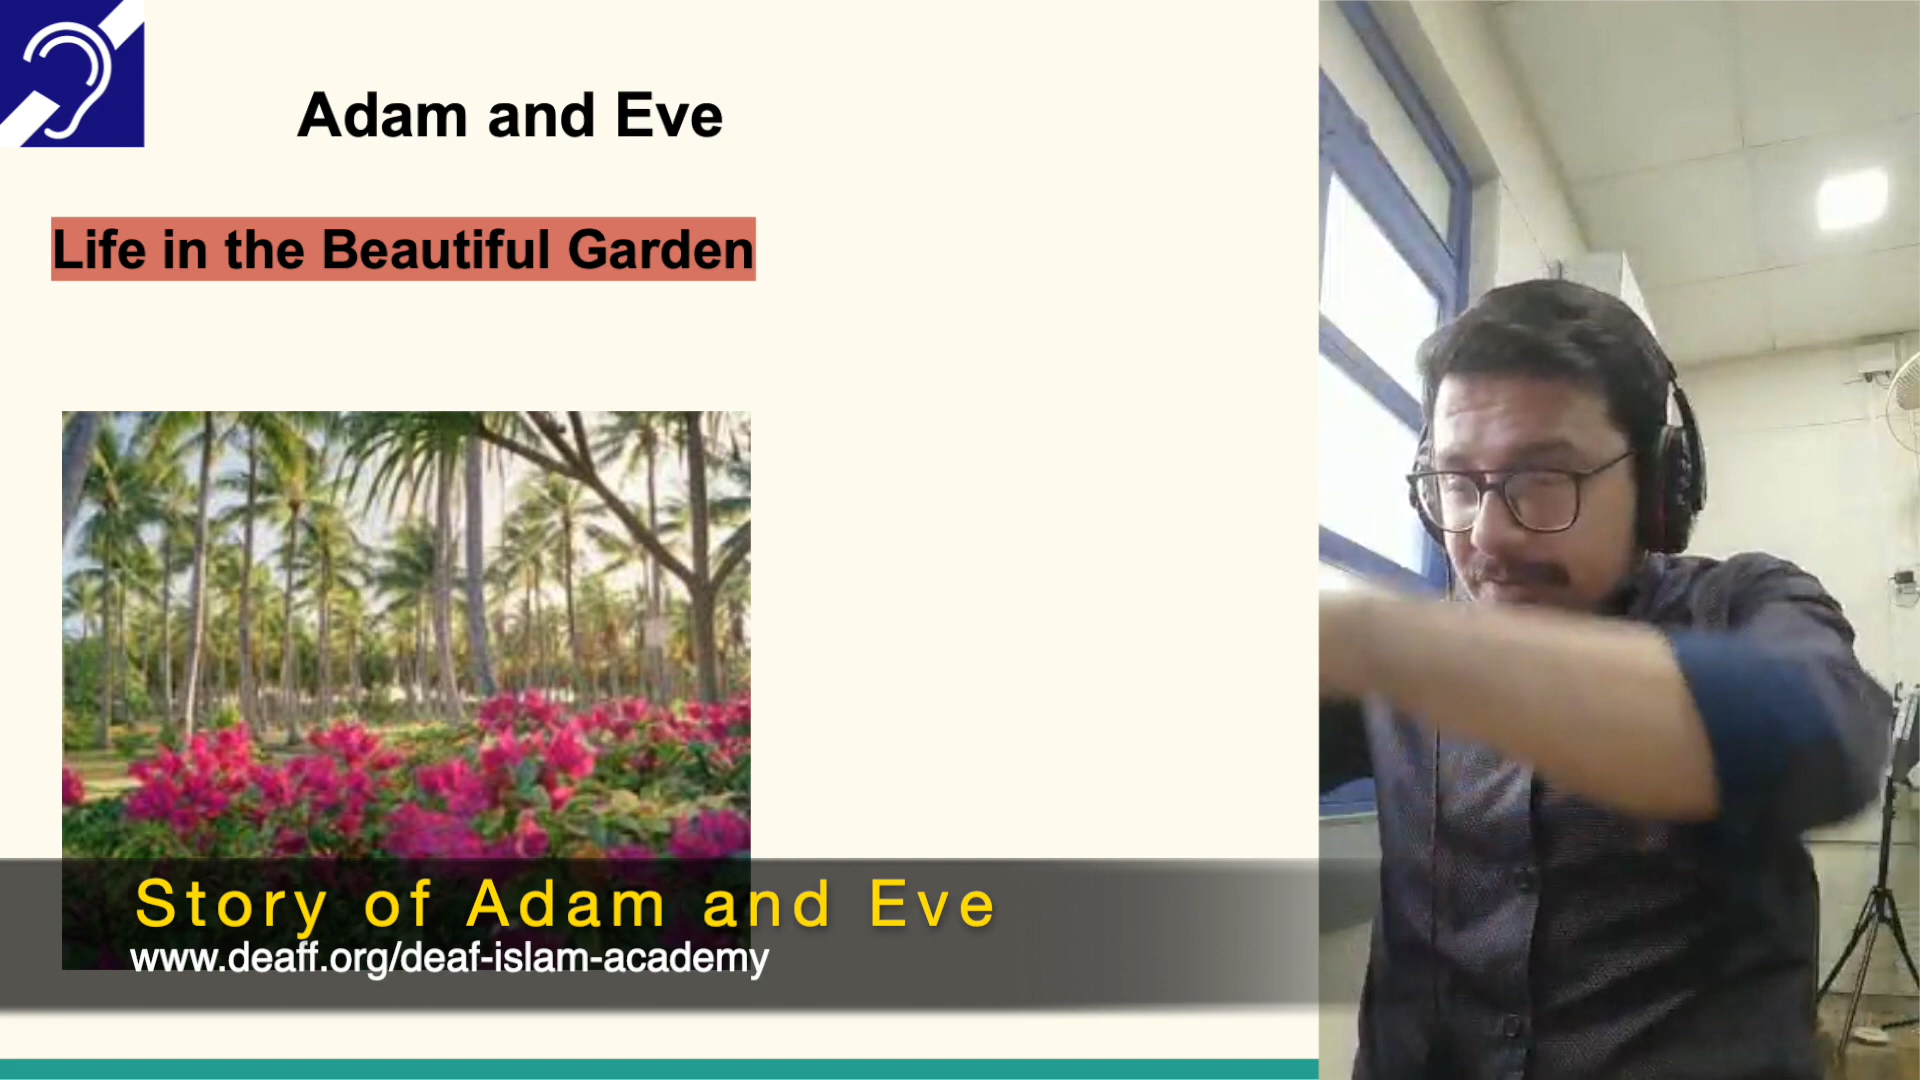 Adam and Eve
Life in the Beautiful Garden
Story of Adam and Eve
www.deaff.org/deaf-islam-academy